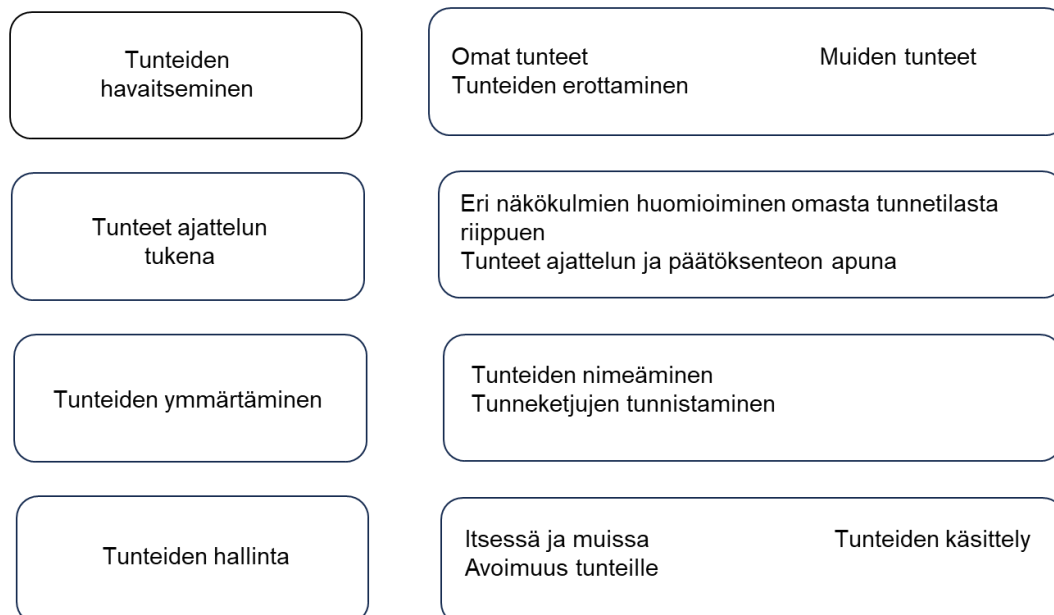 Tunteiden
havaitseminen
Omat tunteet Muiden tunteet
Tunteiden erottaminen
Tunteet ajattelun
tukena
Eri näkökulmien huomioiminen omasta tunnetilasta
riippuen
Tunteet ajattelun ja päätöksenteon apuna
Tunteiden ymmärtäminen
Tunteiden nimeäminen
Tunneketjujen tunnistaminen
Tunteiden hallinta
Itsessä ja muissa Tunteiden käsittely
Avoimuus tunteille